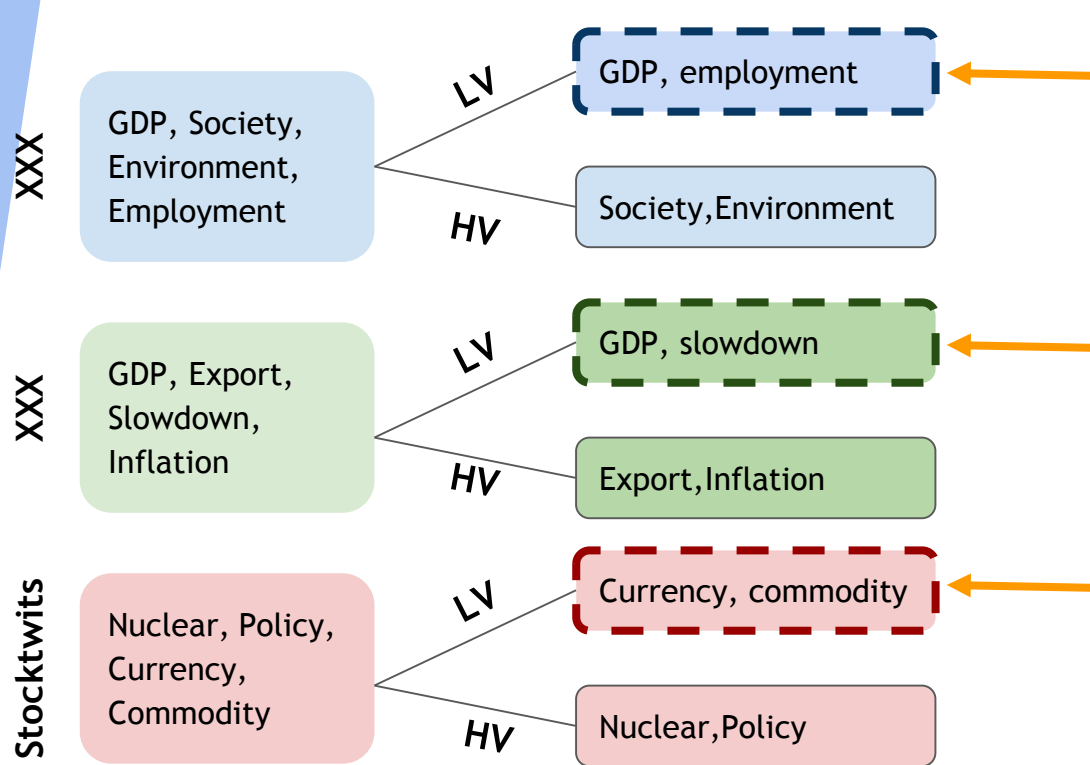 XXX
GDP, Society,
Environment,
Employment
LV
GDP, employment
HV
Society,Environment
XXX
GDP, Export,
Slowdown,
Inflation
LV
GDP, slowdown
HV
Export,Inflation
Stocktwits
Nuclear, Policy,
Currency,
Commodity
LV
Currency, commodity
HV
Nuclear,Policy